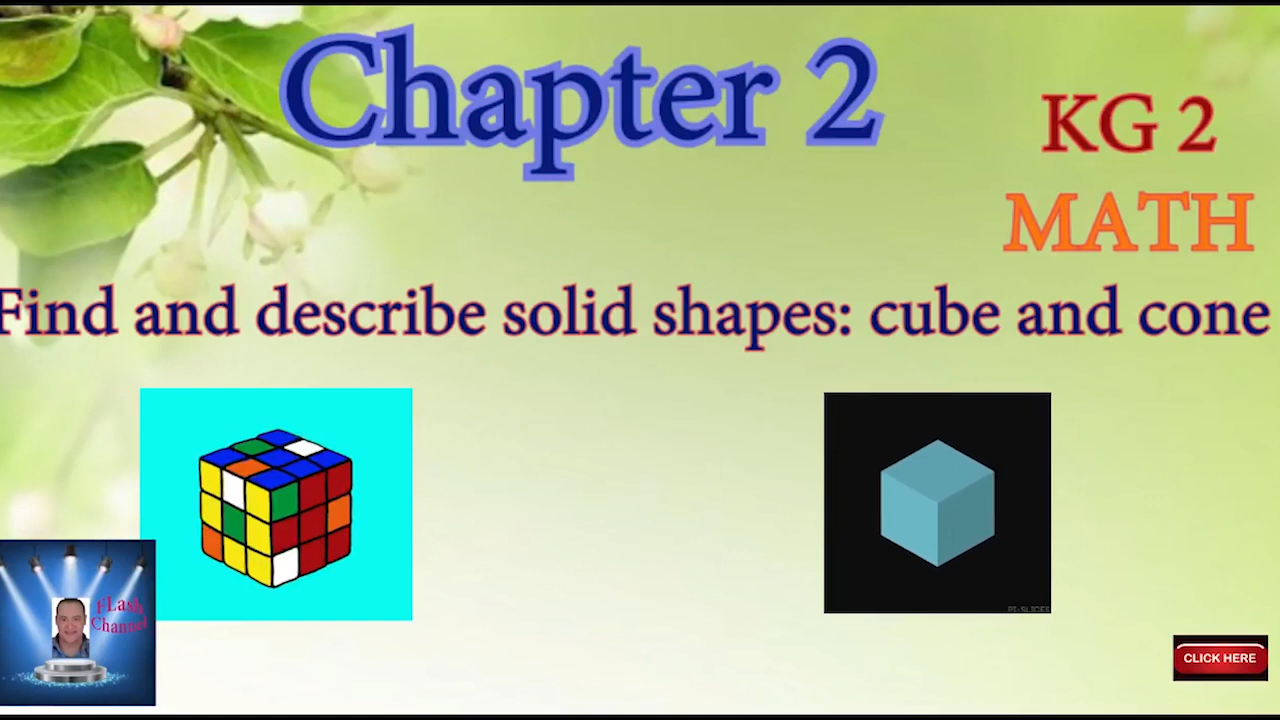 Chapter 2
KG 2
MATH
Find and describe solid shapes: cube and cone
FLash
Channel
CLICK HERE